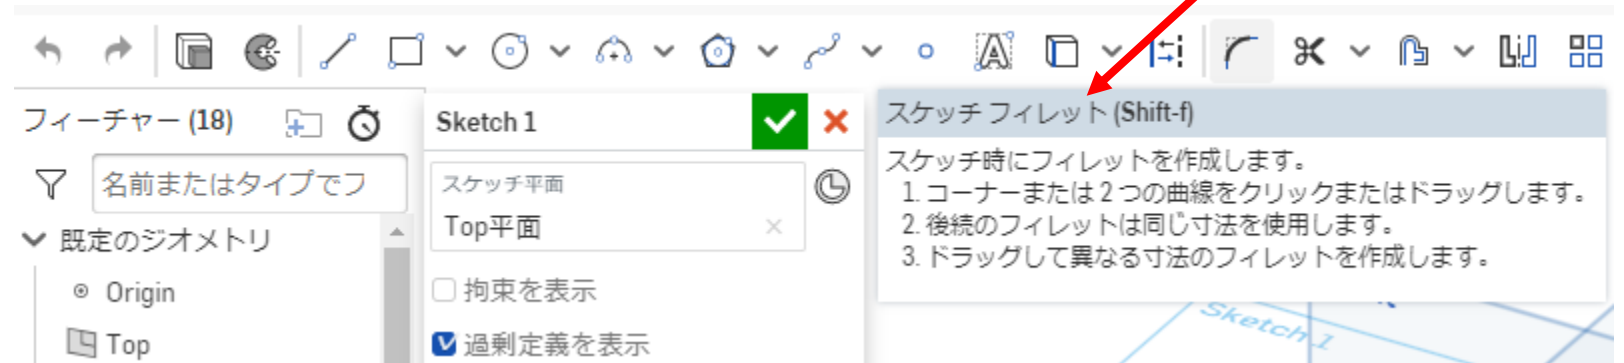 A
フィーチャー (18)
Sketch 1
スケッチ フィレット (Shift-f)
名前またはタイプでフ
スケッチ平面
Top平面
スケッチ時にフィレットを作成します。
1. コーナーまたは 2 つの曲線をクリックまたはドラッグします。
2. 後続のフィレットは同じ寸法を使用します。
3. ドラッグして異なる寸法のフィレットを作成します。
既定のジオメトリ
Origin
拘束を表示
Top
過剰定義を表示
Sketch 1